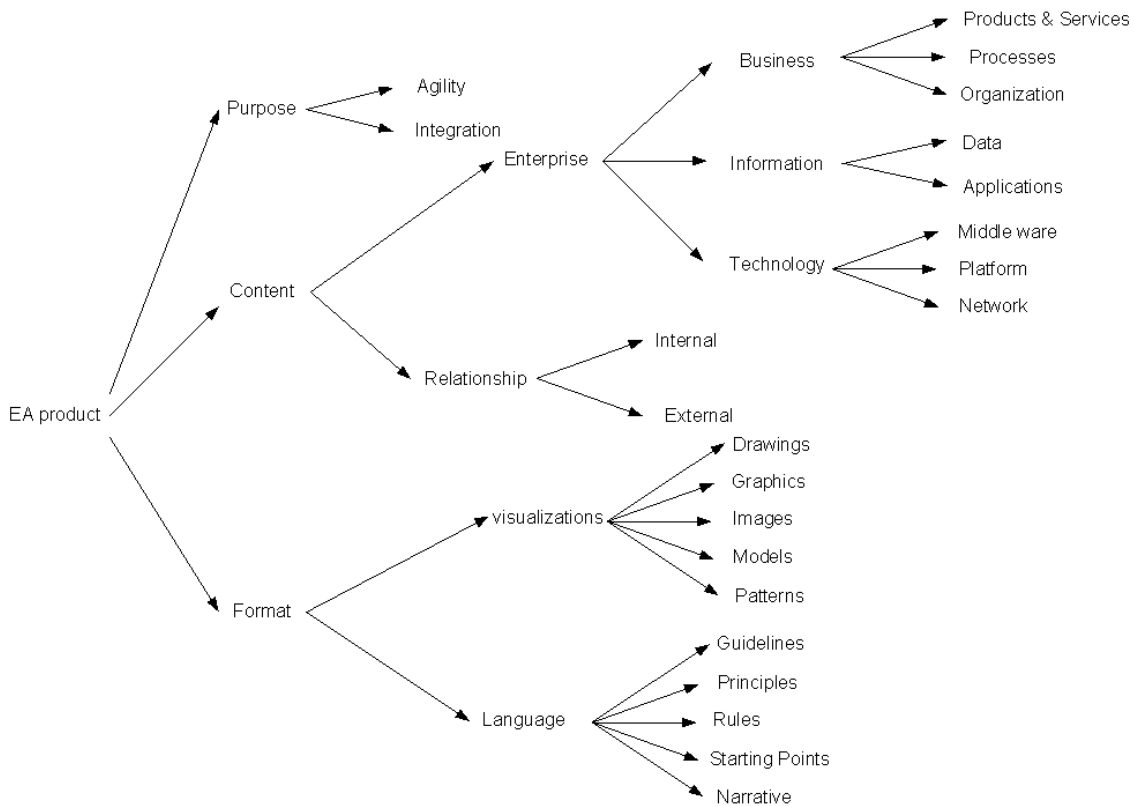 Products & Services
Business
Processes
Agility
Purpose
Organization
Integration
Enterprise
Data
Information
Applications
Middle ware
Technology
Platform
Content
Network
Internal
Relationship
External
EA product
Drawings
Graphics
visualizations
Images
Models
Patterns
Format
Guidelines
Principles
Language
Rules
Starting Points
Narrative